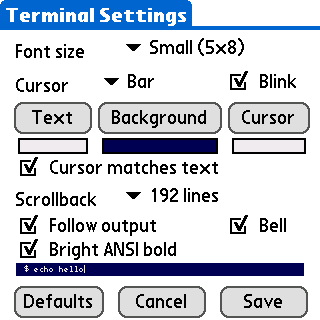 Terminal Settings
Font size Small (5x8)
Cursor Bar Blink
Text Background Cursor
Cursor matches text
Scrollback 192 lines
Follow output Bell
Bright ANSI bold
$ echo hello
Defaults Cancel Save